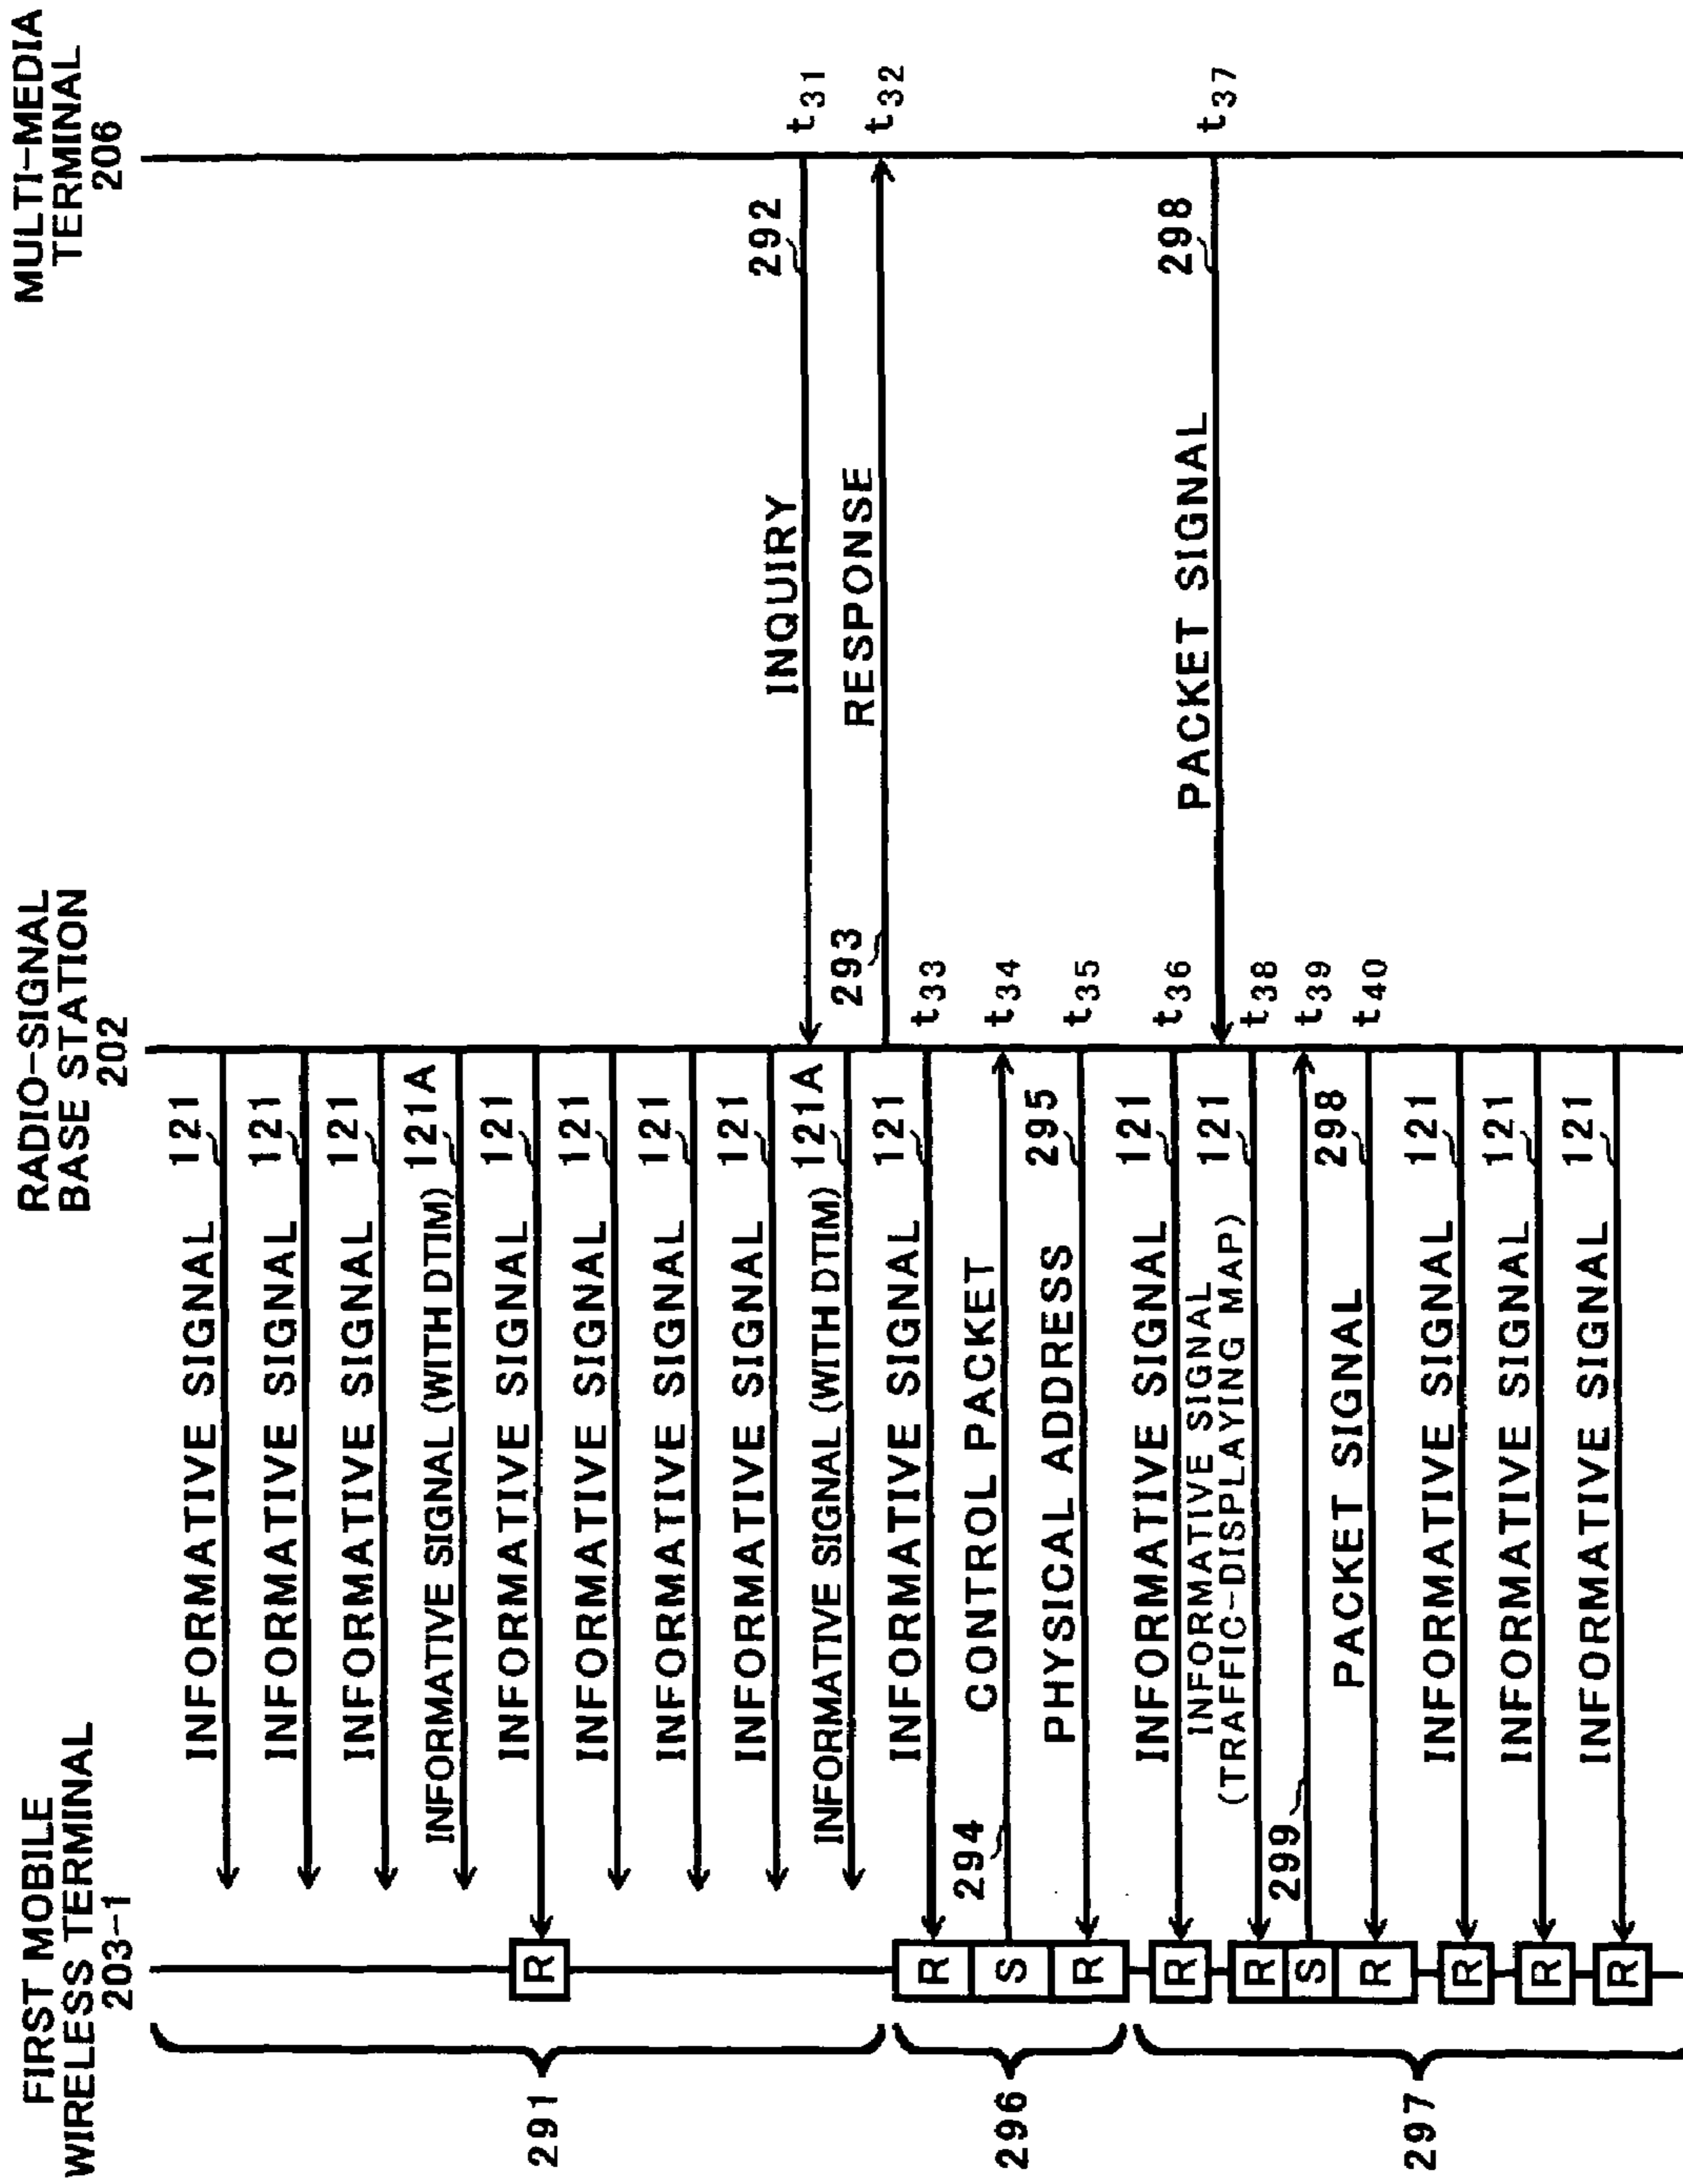 FIRST MOBILE
WIRELESS TERMINAL
203-1
RADIO-SIGNAL
BASE STATION
202
MULTI-MEDIA
TERMINAL
206
INFORMATIVE SIGNAL 121
INFORMATIVE SIGNAL 121
INFORMATIVE SIGNAL 121
INFORMATIVE SIGNAL (WITH DTIM) 121A
R
INFORMATIVE SIGNAL 121
INFORMATIVE SIGNAL 121
INFORMATIVE SIGNAL 121
INFORMATIVE SIGNAL 121
291
INQUIRY 292 t31
INFORMATIVE SIGNAL (WITH DTIM) 121A
293 RESPONSE t32
R
INFORMATIVE SIGNAL 121 t33
S
294 CONTROL PACKET t34
R
PHYSICAL ADDRESS 295 t35
296
R
INFORMATIVE SIGNAL 121 t36
PACKET SIGNAL 298 t37
R
INFORMATIVE SIGNAL
(TRAFFIC-DISPLAYING MAP) 121 t38
S
299 t39
R
PACKET SIGNAL 298 t40
297
R
INFORMATIVE SIGNAL 121
R
INFORMATIVE SIGNAL 121
R
INFORMATIVE SIGNAL 121